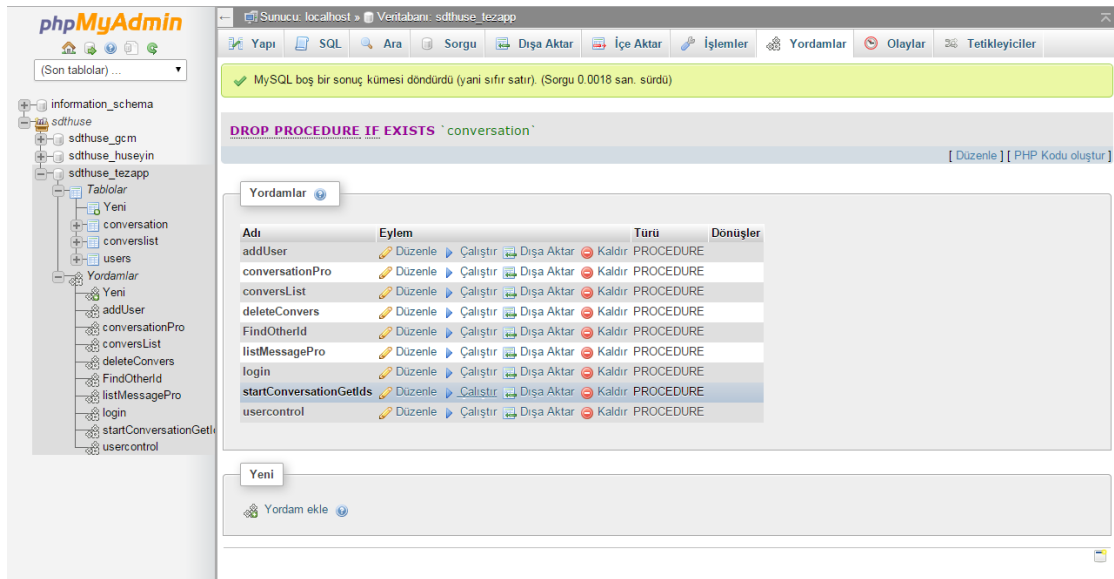 phpMyAdmin
(Son tablolar) ...
information_schema
sdthuse
sdthuse_gcm
sdthuse_huseyin
sdthuse_tezapp
Tablolar
Yeni
conversation
converslist
users
Yordamlar
Yeni
addUser
conversationPro
conversList
deleteConvers
FindOtherId
listMessagePro
login
startConversationGetI
usercontrol
Sunucu: localhost » Veritabanı: sdthuse_tezapp
Yapı SQL Ara Sorgu Dışa Aktar İçe Aktar İşlemler Yordamlar Olaylar Tetikleyiciler
MySQL boş bir sonuç kümesi döndürdü (yani sıfır satır). (Sorgu 0.0018 san. sürdü)
DROP PROCEDURE IF EXISTS `conversation`
[ Düzenle ] [ PHP Kodu oluştur ]
Yordamlar
Adı Eylem Türü Dönüşler
addUser Düzenle Çalıştır Dışa Aktar Kaldır PROCEDURE
conversationPro Düzenle Çalıştır Dışa Aktar Kaldır PROCEDURE
conversList Düzenle Çalıştır Dışa Aktar Kaldır PROCEDURE
deleteConvers Düzenle Çalıştır Dışa Aktar Kaldır PROCEDURE
FindOtherId Düzenle Çalıştır Dışa Aktar Kaldır PROCEDURE
listMessagePro Düzenle Çalıştır Dışa Aktar Kaldır PROCEDURE
login Düzenle Çalıştır Dışa Aktar Kaldır PROCEDURE
startConversationGetIds Düzenle Çalıştır Dışa Aktar Kaldır PROCEDURE
usercontrol Düzenle Çalıştır Dışa Aktar Kaldır PROCEDURE
Yeni
Yordam ekle